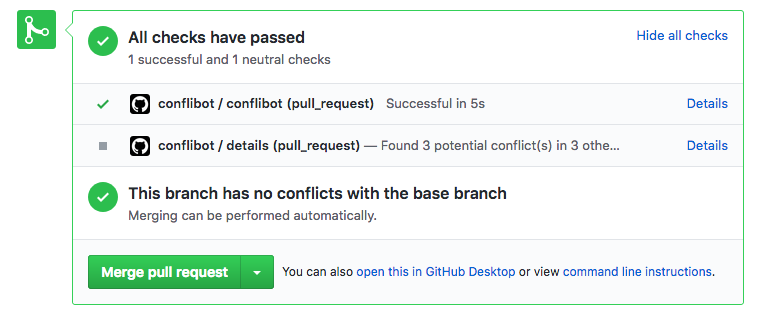 All checks have passed
Hide all checks
1 successful and 1 neutral checks
conflibot / conflibot (pull_request) Successful in 5s
Details
conflibot / details (pull_request) — Found 3 potential conflict(s) in 3 othe...
Details
This branch has no conflicts with the base branch
Merging can be performed automatically.
Merge pull request
You can also open this in GitHub Desktop or view command line instructions.